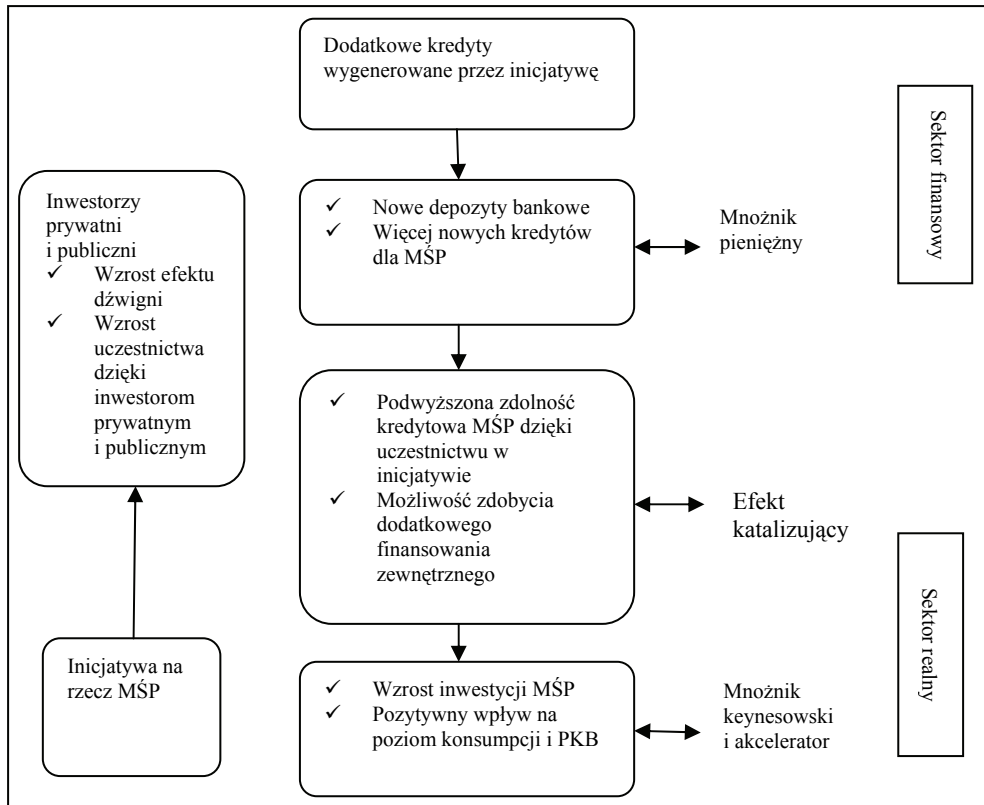 Dodatkowe kredyty
wygenerowane przez inicjatywę
Sektor finansowy
Inwestorzy
prywatni
i publiczni
✓ Wzrost efektu
dźwigni
✓ Wzrost
uczestnictwa
dzięki
inwestorom
prywatnym
i publicznym
✓ Nowe depozyty bankowe
✓ Więcej nowych kredytów
dla MŚP
Mnożnik
pieniężny
✓ Podwyższona zdolność
kredytowa MŚP dzięki
uczestnictwu w
inicjatywie
✓ Możliwość zdobycia
dodatkowego
finansowania
zewnętrznego
Efekt
katalizujący
Sektor realny
Inicjatywa na
rzecz MŚP
✓ Wzrost inwestycji MŚP
✓ Pozytywny wpływ na
poziom konsumpcji i PKB
Mnożnik
keynesowski
i akcelerator